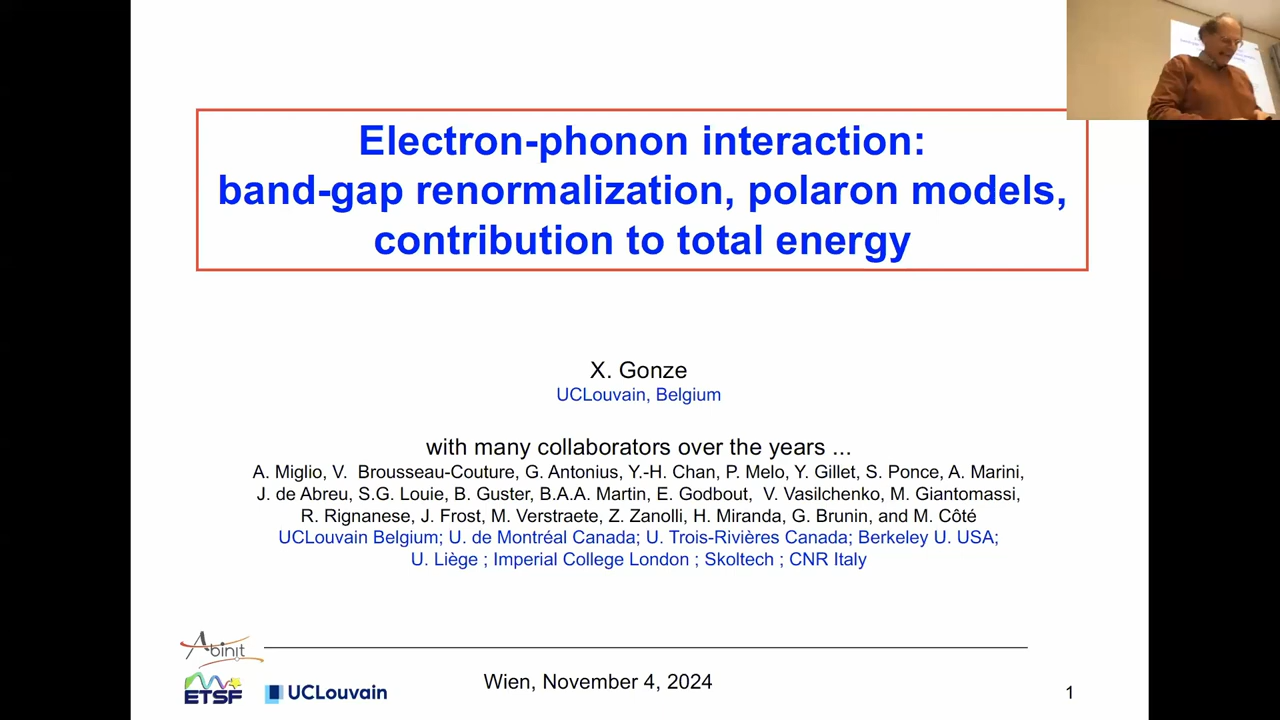 Electron-phonon interaction:
band-gap renormalization, polaron models,
contribution to total energy
X. Gonze
UCLouvain, Belgium
with many collaborators over the years ...
A. Miglio, V. Brousseau-Couture, G. Antonius, Y.-H. Chan, P. Melo, Y. Gillet, S. Ponce, A. Marini,
J. de Abreu, S.G. Louie, B. Guster, B.A.A. Martin, E. Godbout, V. Vasilchenko, M. Giantomassi,
R. Rignanese, J. Frost, M. Verstraete, Z. Zanolli, H. Miranda, G. Brunin, and M. Côté
UCLouvain Belgium; U. de Montréal Canada; U. Trois-Rivières Canada; Berkeley U. USA;
U. Liège ; Imperial College London ; Skoltech ; CNR Italy
Abinit
ETSF
UCLouvain
Wien, November 4, 2024
1